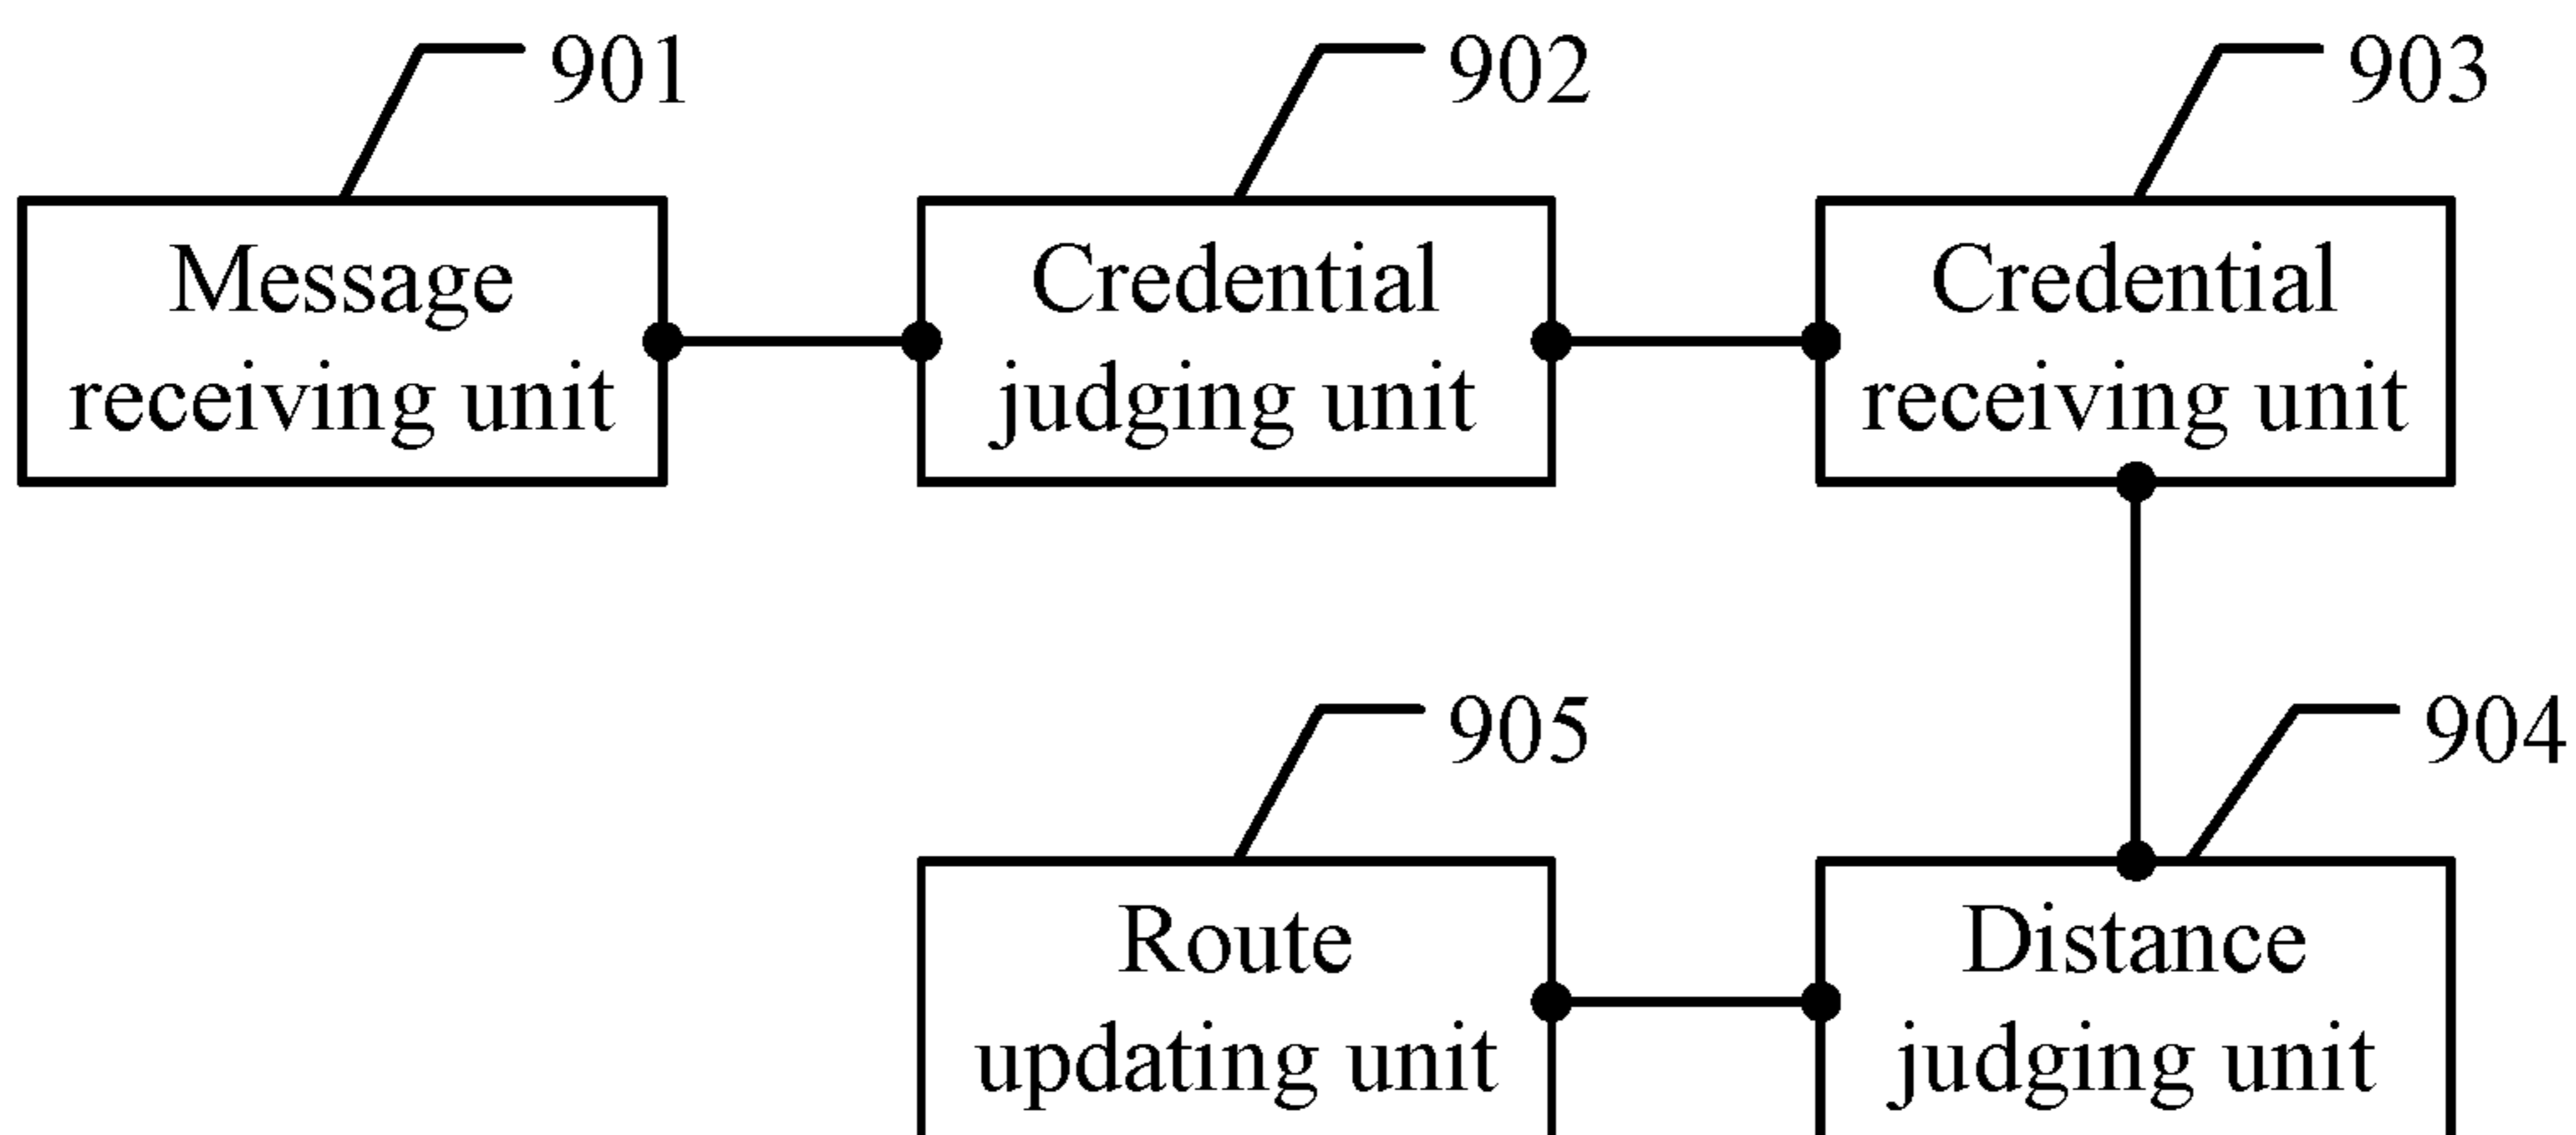 901
902
903
Message
receiving unit
Credential
judging unit
Credential
receiving unit
905
904
Route
updating unit
Distance
judging unit